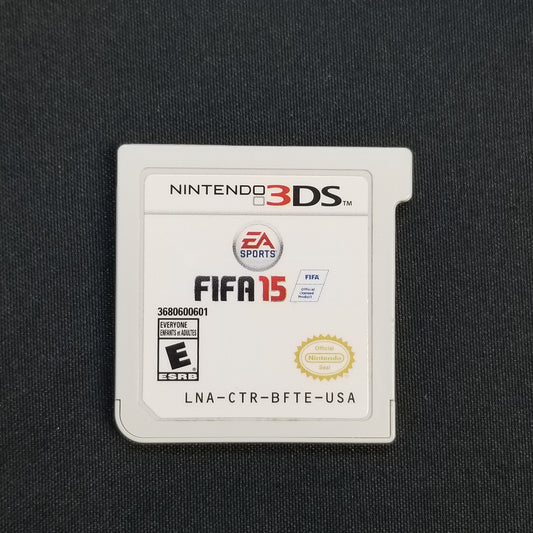 NINTENDO 3DS™
EA
SPORTS
FIFA 15
FIFA
Official
Licensed
Product
3680600601
EVERYONE
ENFANTS et ADULTES
E
ESRB
Official
Nintendo
Seal
LNA-CTR-BFTE-USA